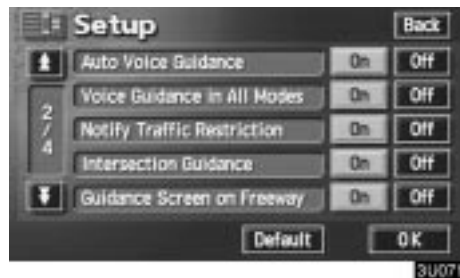 Setup Back
Auto Voice Guidance On Off
Voice Guidance in All Modes On Off
2/4
Notify Traffic Restriction On Off
Intersection Guidance On Off
Guidance Screen on Freeway On Off
Default OK
3U07